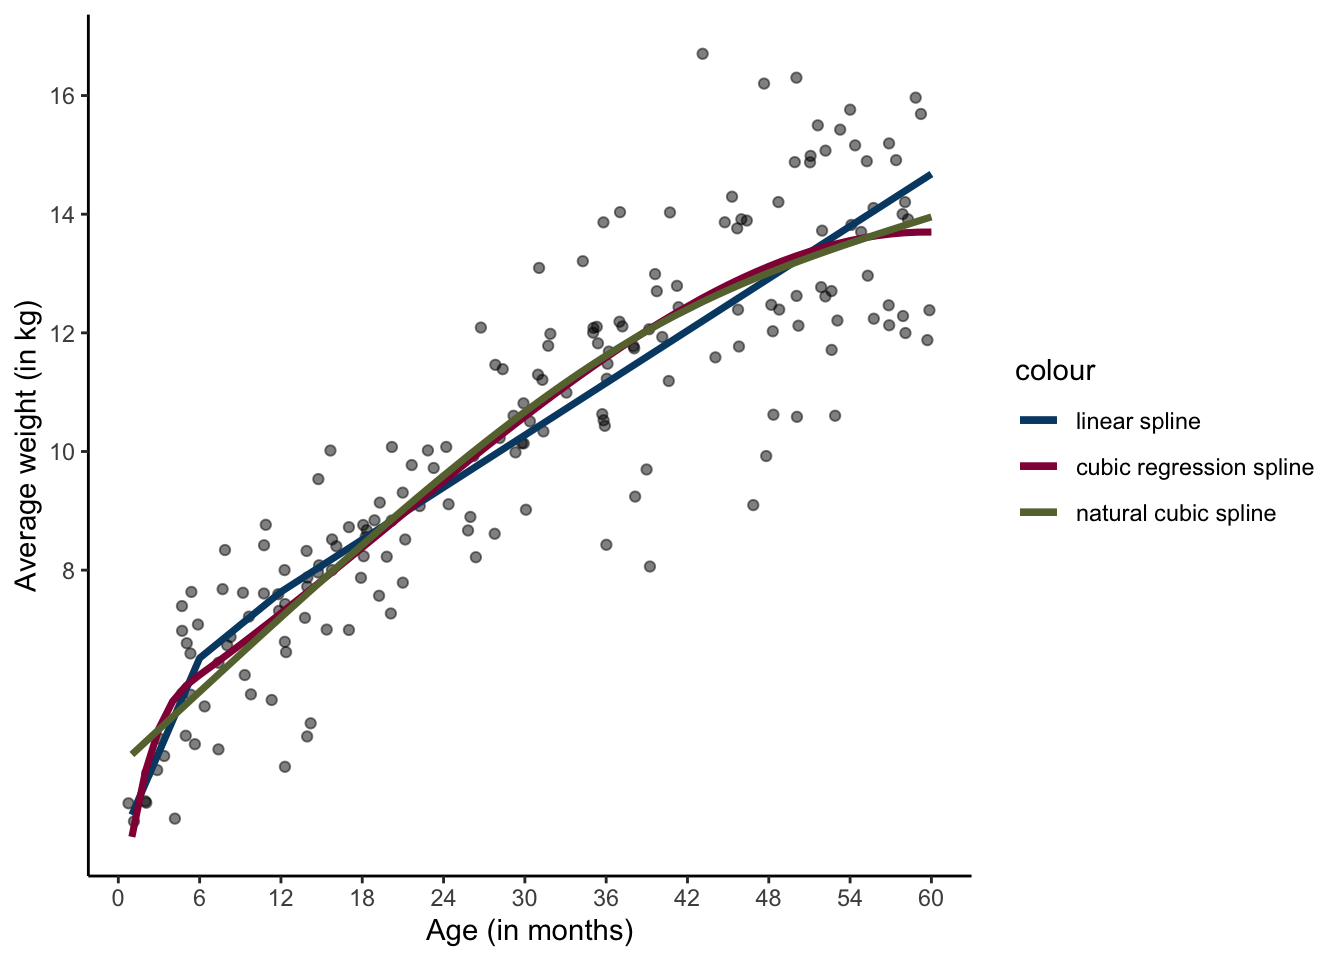 16
14
12
10
8
Average weight (in kg)
0 6 12 18 24 30 36 42 48 54 60
Age (in months)
colour
linear spline
cubic regression spline
natural cubic spline